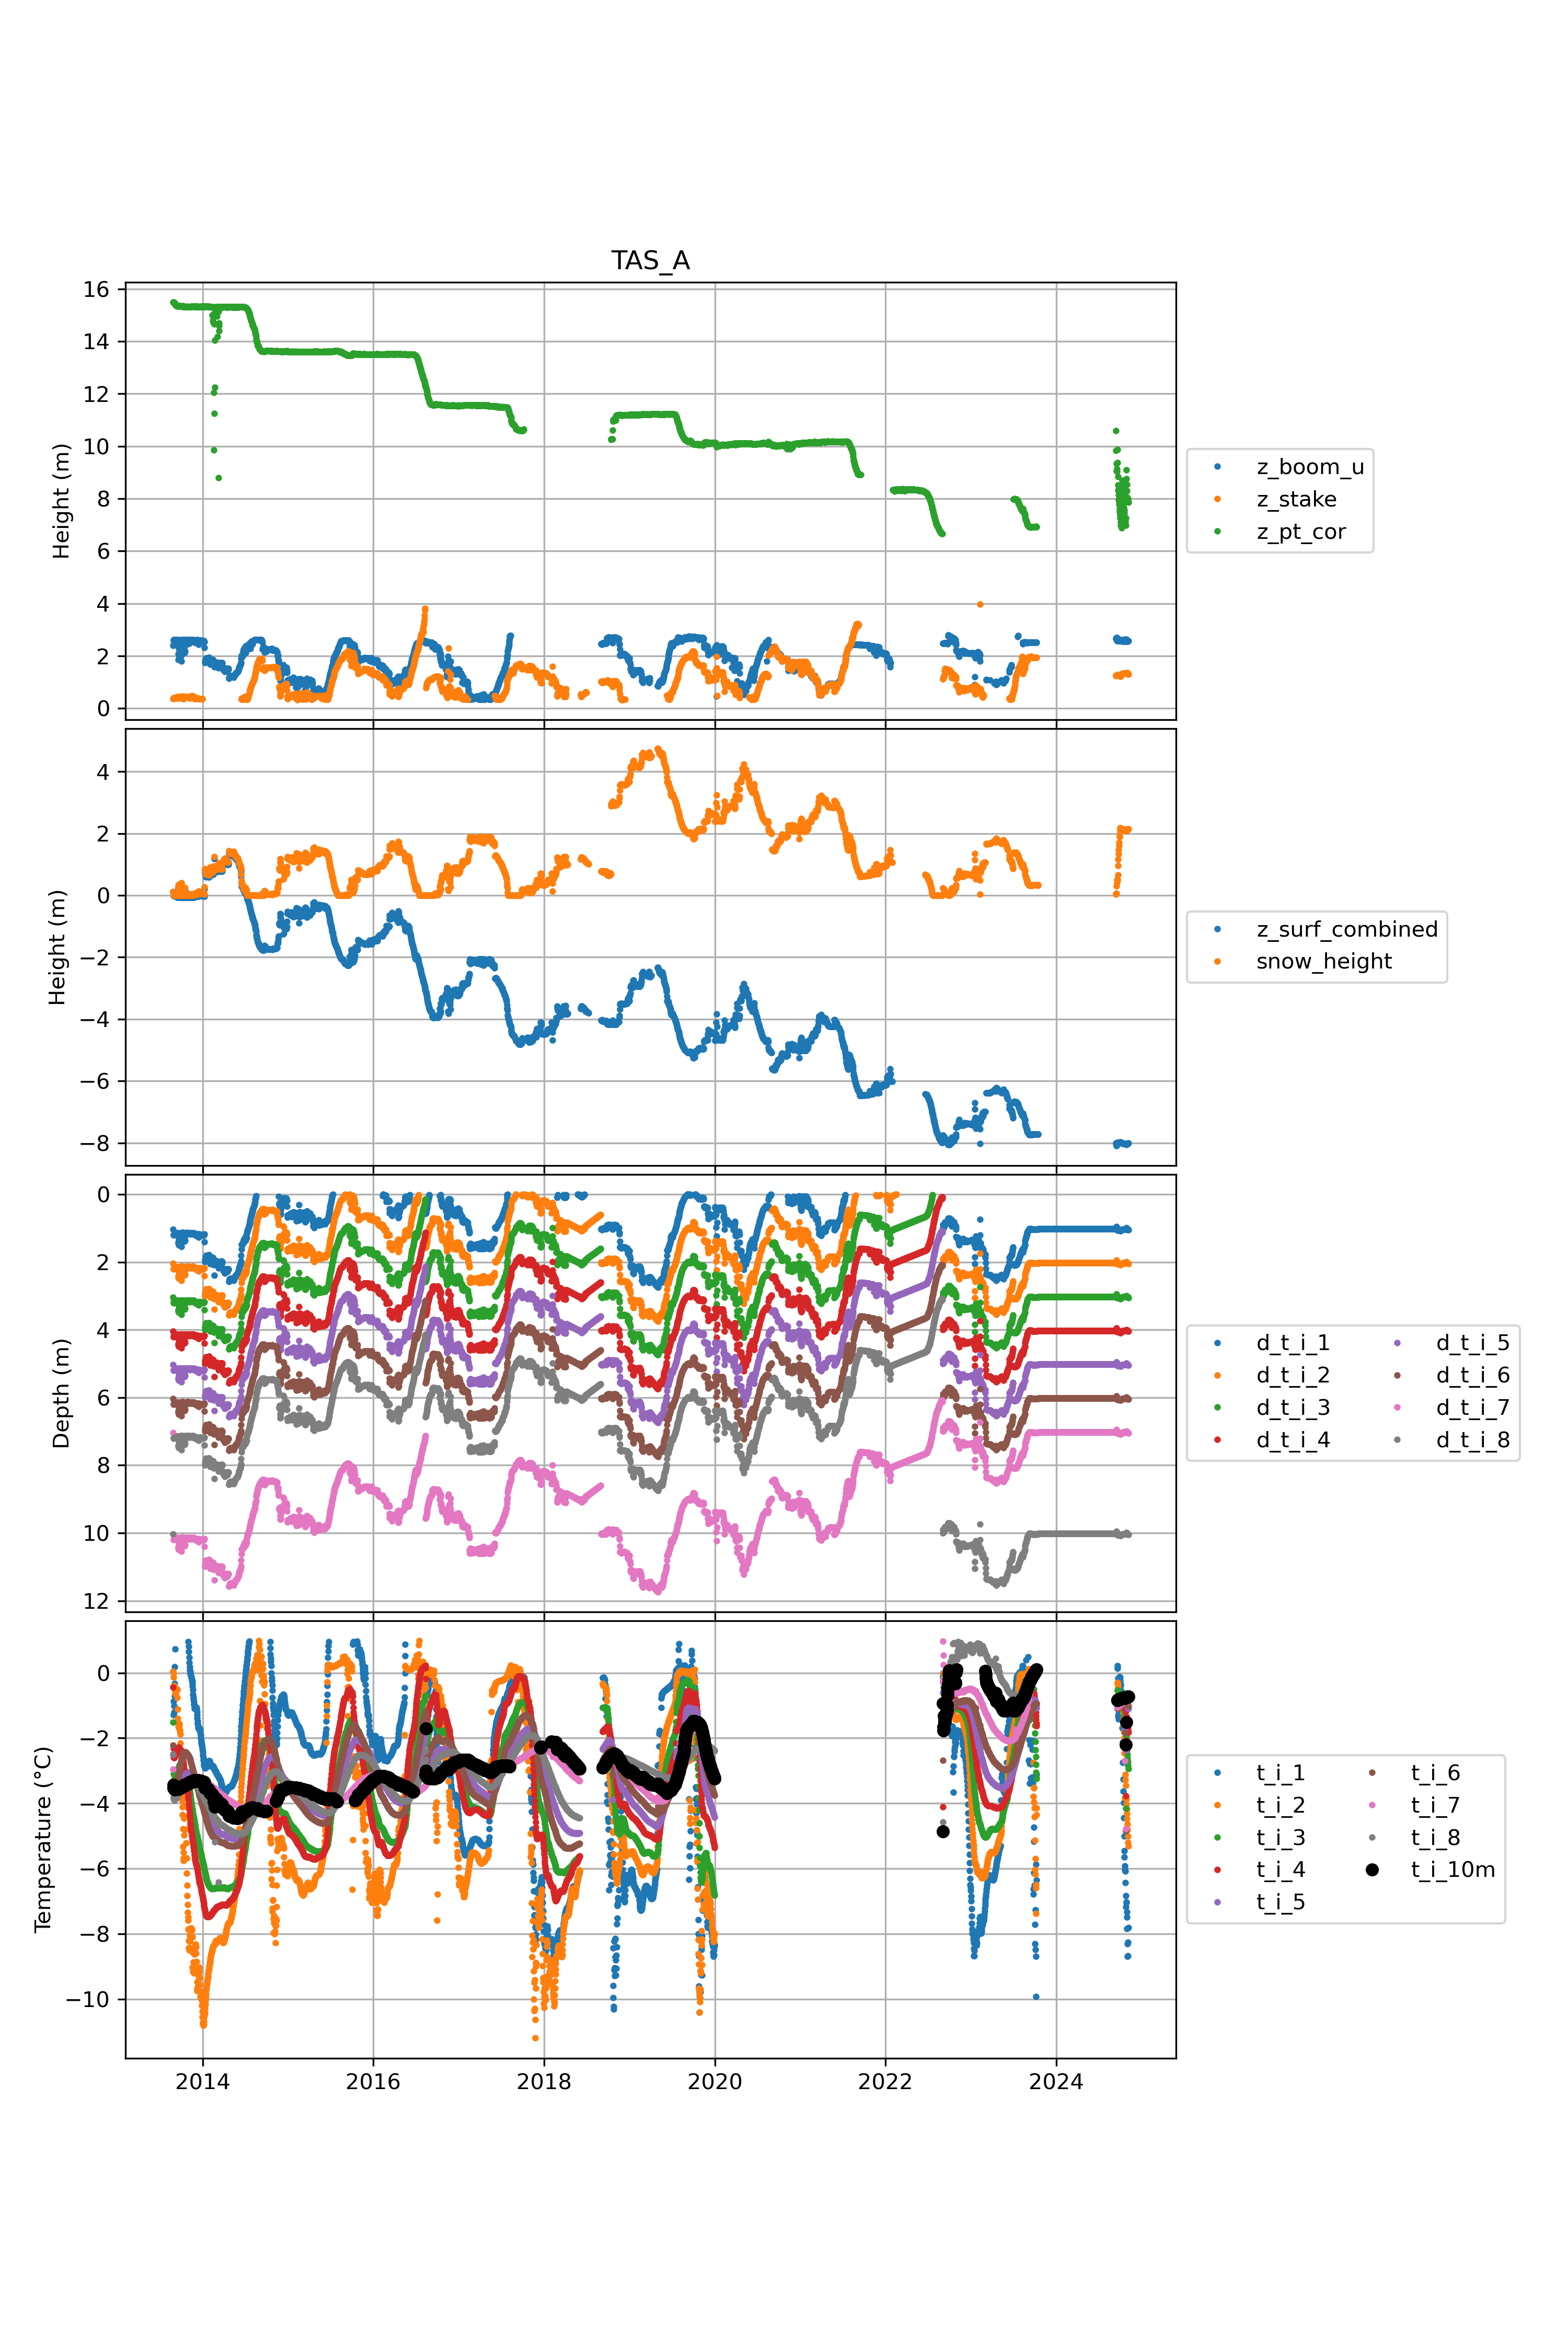 TAS_A
16
14
12
10
8
6
4
2
0
Height (m)
z_boom_u
z_stake
z_pt_cor
4
2
0
−2
−4
−6
−8
Height (m)
z_surf_combined
snow_height
0
2
4
6
8
10
12
Depth (m)
d_t_i_1
d_t_i_2
d_t_i_3
d_t_i_4
d_t_i_5
d_t_i_6
d_t_i_7
d_t_i_8
0
−2
−4
−6
−8
−10
Temperature (°C)
t_i_1
t_i_2
t_i_3
t_i_4
t_i_5
t_i_6
t_i_7
t_i_8
t_i_10m
2014 2016 2018 2020 2022 2024